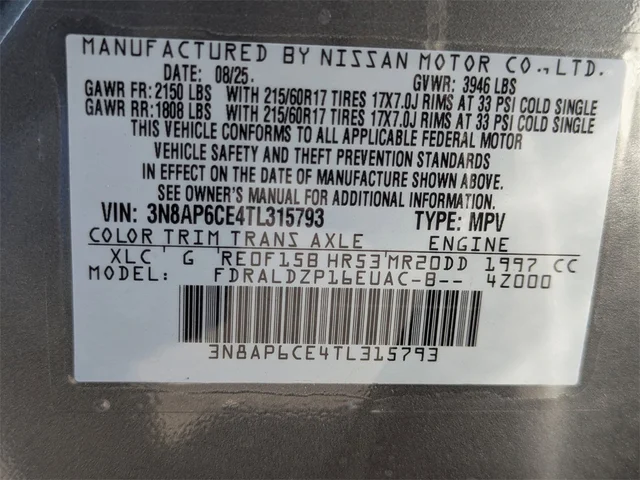 MANUFACTURED BY NISSAN MOTOR CO., LTD.
DATE: 08/25. GVWR: 3946 LBS
GAWR FR: 2150 LBS WITH 215/60R17 TIRES 17X7.0J RIMS AT 33 PSI COLD SINGLE
GAWR RR: 1808 LBS WITH 215/60R17 TIRES 17X7.0J RIMS AT 33 PSI COLD SINGLE
THIS VEHICLE CONFORMS TO ALL APPLICABLE FEDERAL MOTOR
VEHICLE SAFETY AND THEFT PREVENTION STANDARDS
IN EFFECT ON THE DATE OF MANUFACTURE SHOWN ABOVE.
SEE OWNER'S MANUAL FOR ADDITIONAL INFORMATION.
VIN: 3N8AP6CE4TL315793 TYPE: MPV
COLOR TRIM TRANS AXLE ENGINE
XLC G RE0F15B HR53 MR20DD 1997 CC
MODEL: FDRALDZP16EUAC-B-- 4Z000
3N8AP6CE4TL315793